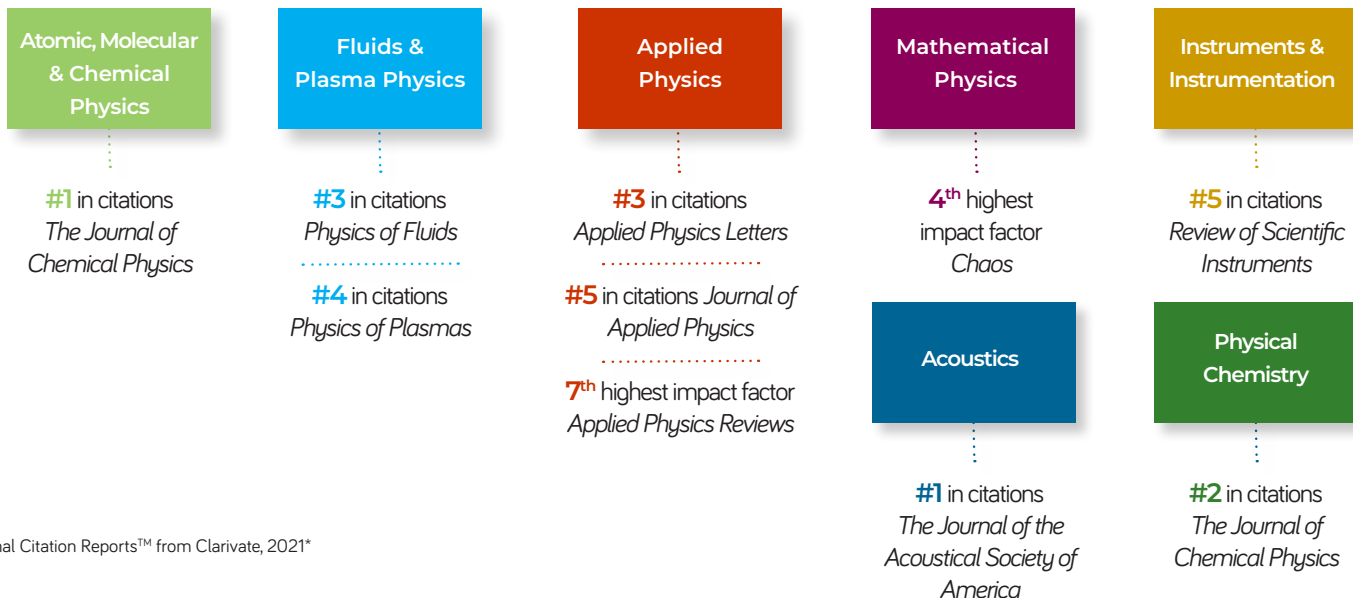 Atomic, Molecular
& Chemical
Physics
#1 in citations
The Journal of
Chemical Physics
Fluids &
Plasma Physics
#3 in citations
Physics of Fluids
#4 in citations
Physics of Plasmas
Applied
Physics
#3 in citations
Applied Physics Letters
#5 in citations Journal of
Applied Physics
7th highest impact factor
Applied Physics Reviews
Mathematical
Physics
4th highest
impact factor
Chaos
Instruments &
Instrumentation
#5 in citations
Review of Scientific
Instruments
Acoustics
#1 in citations
The Journal of the
Acoustical Society of
America
Physical
Chemistry
#2 in citations
The Journal of
Chemical Physics
nal Citation Reports™ from Clarivate, 2021*